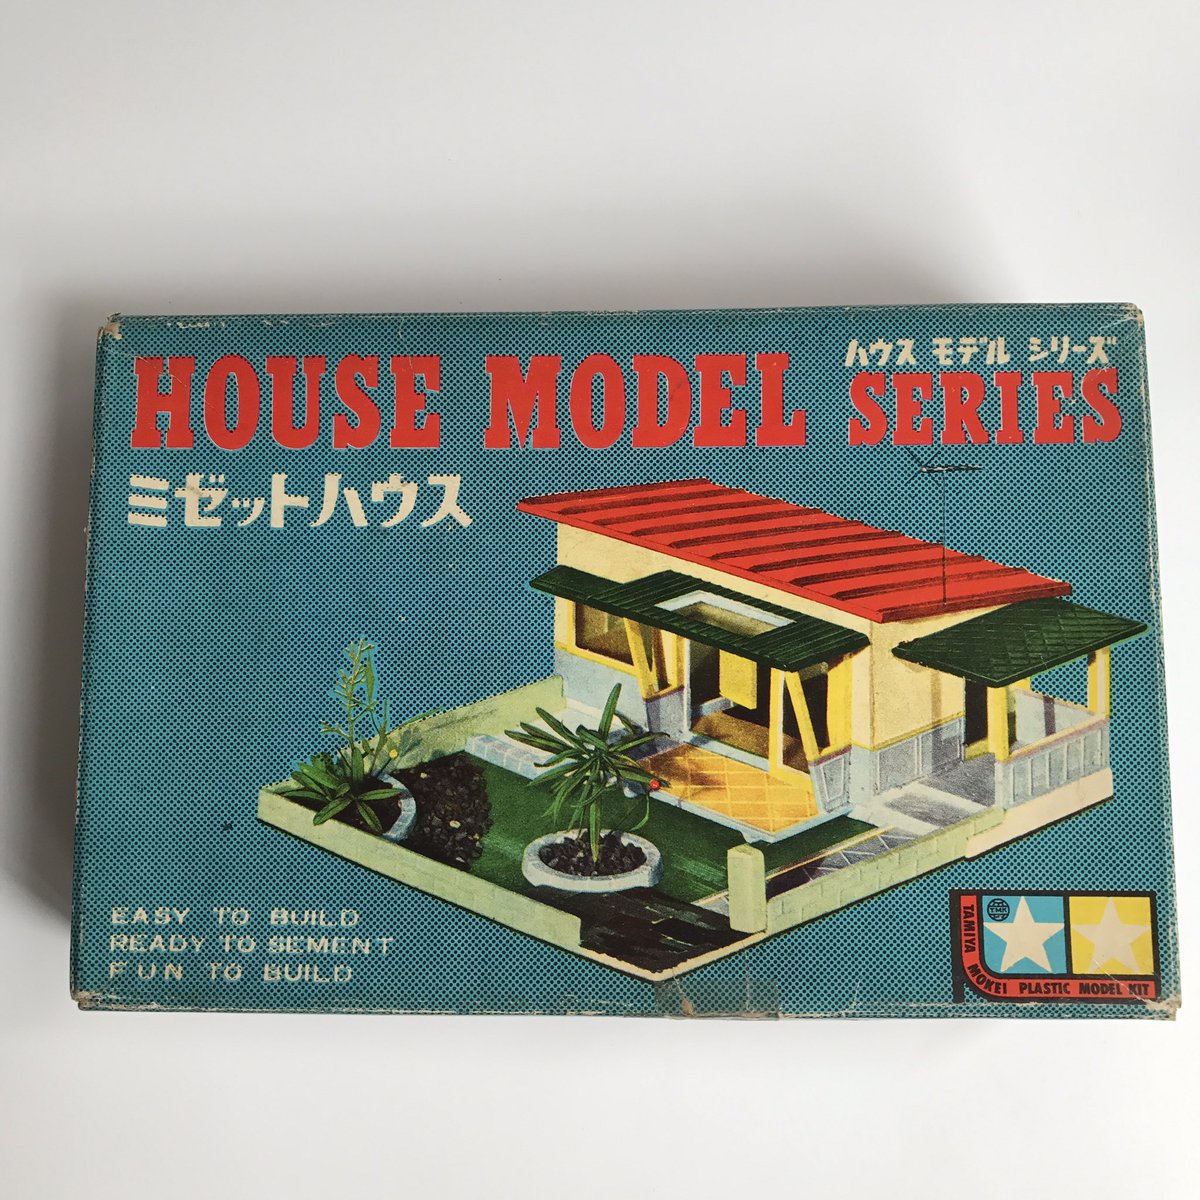 HOUSE MODEL SERIES
ハウス モデル シリーズ
ミゼットハウス
EASY TO BUILD
READY TO SEMENT
FUN TO BUILD
TMK
TAMIYA MOKEI PLASTIC MODEL KIT